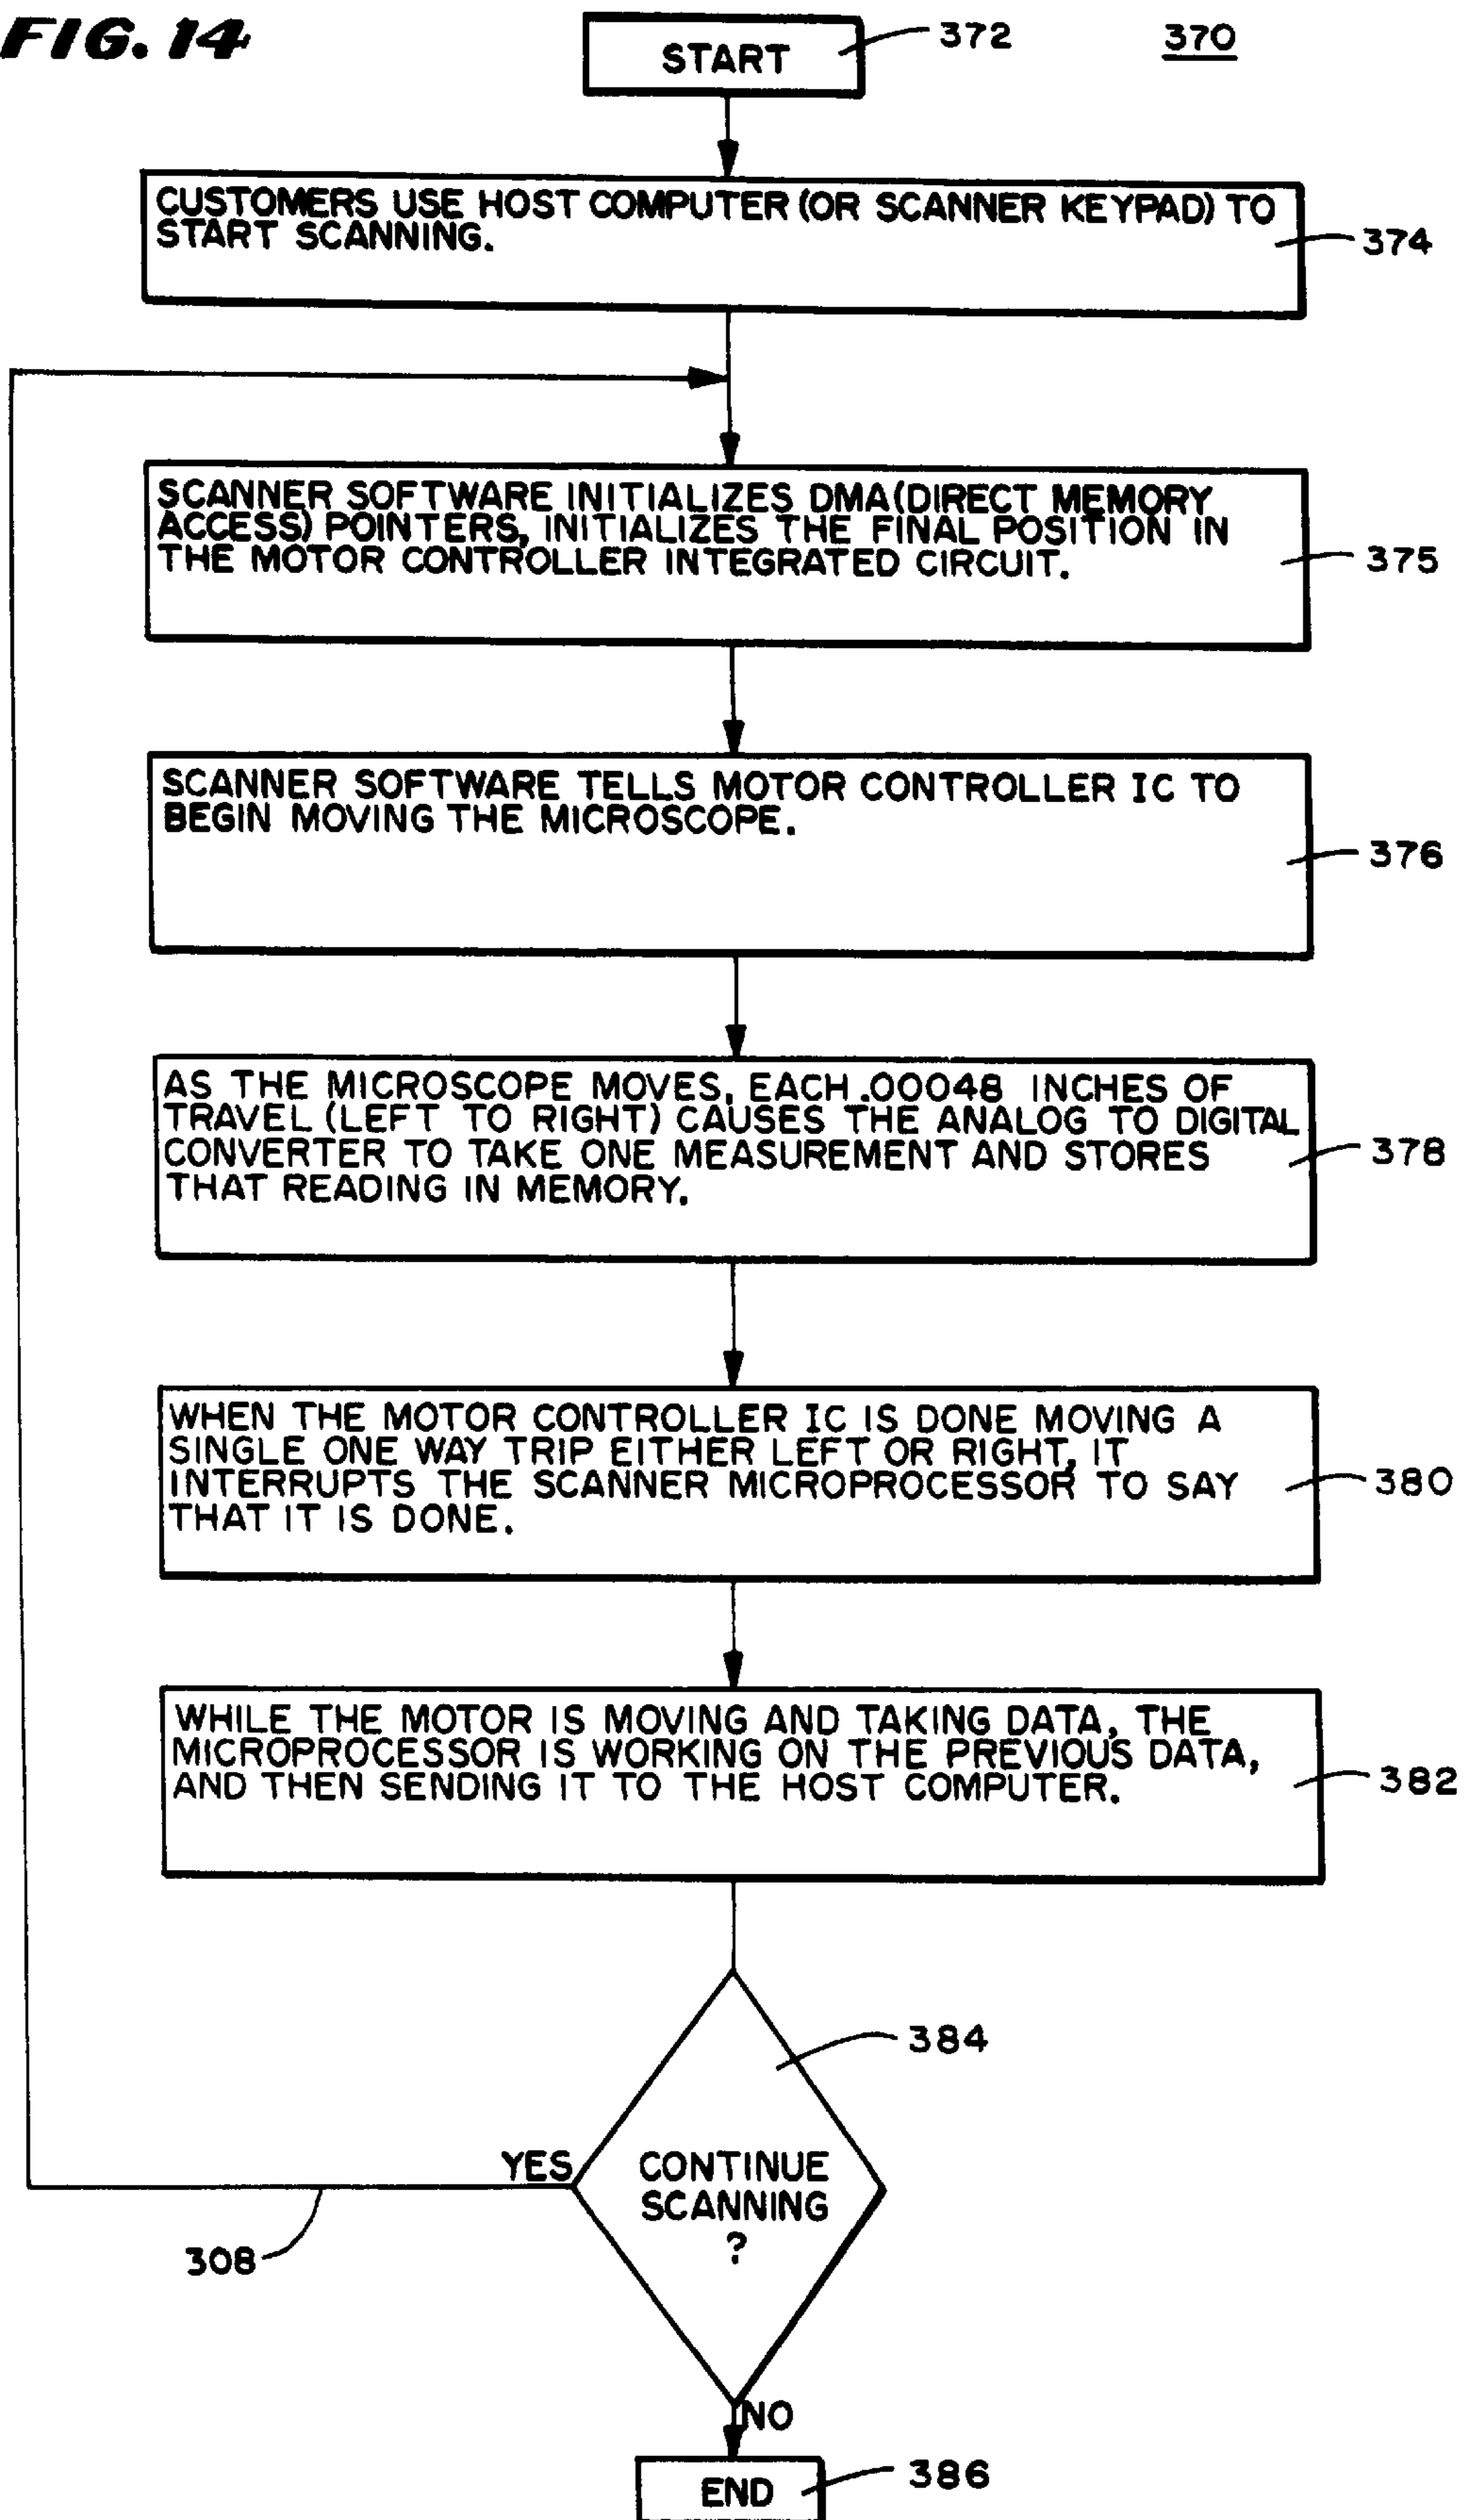 FIG. 14
START
372
370
CUSTOMERS USE HOST COMPUTER (OR SCANNER KEYPAD) TO
START SCANNING.
374
SCANNER SOFTWARE INITIALIZES DMA (DIRECT MEMORY
ACCESS) POINTERS, INITIALIZES THE FINAL POSITION IN
THE MOTOR CONTROLLER INTEGRATED CIRCUIT.
375
SCANNER SOFTWARE TELLS MOTOR CONTROLLER IC TO
BEGIN MOVING THE MICROSCOPE.
376
AS THE MICROSCOPE MOVES, EACH .00048 INCHES OF
TRAVEL (LEFT TO RIGHT) CAUSES THE ANALOG TO DIGITAL
CONVERTER TO TAKE ONE MEASUREMENT AND STORES
THAT READING IN MEMORY.
378
WHEN THE MOTOR CONTROLLER IC IS DONE MOVING A
SINGLE ONE WAY TRIP EITHER LEFT OR RIGHT, IT
INTERRUPTS THE SCANNER MICROPROCESSOR TO SAY
THAT IT IS DONE.
380
WHILE THE MOTOR IS MOVING AND TAKING DATA, THE
MICROPROCESSOR IS WORKING ON THE PREVIOUS DATA,
AND THEN SENDING IT TO THE HOST COMPUTER.
382
384
YES
CONTINUE
SCANNING
?
308
NO
END
386